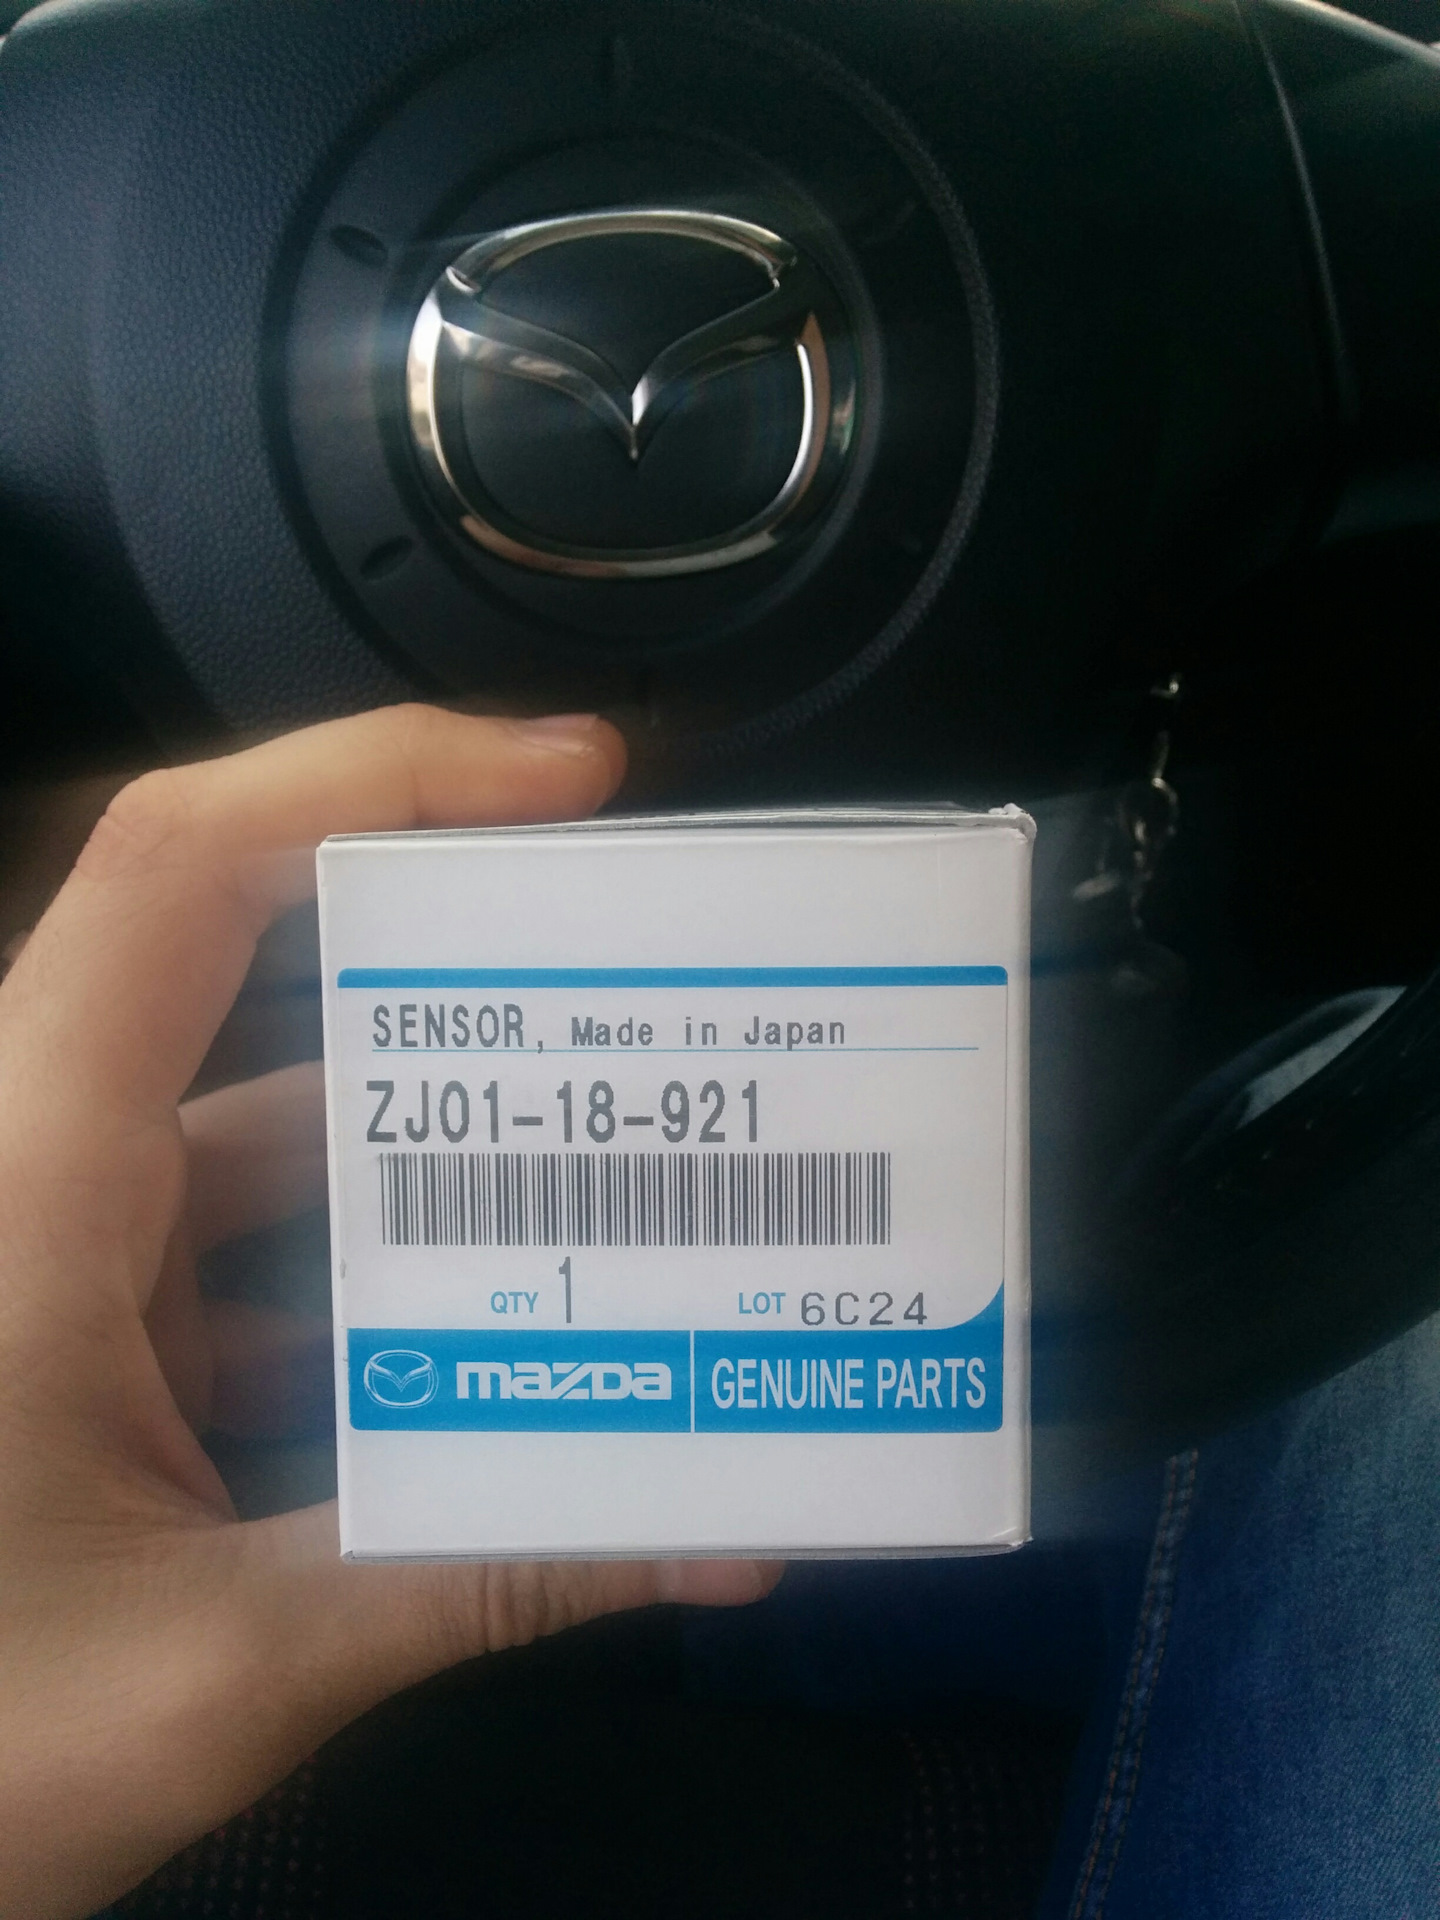 SENSOR, Made in Japan
ZJ01-18-921
QTY 1 LOT 6C24
mazda GENUINE PARTS